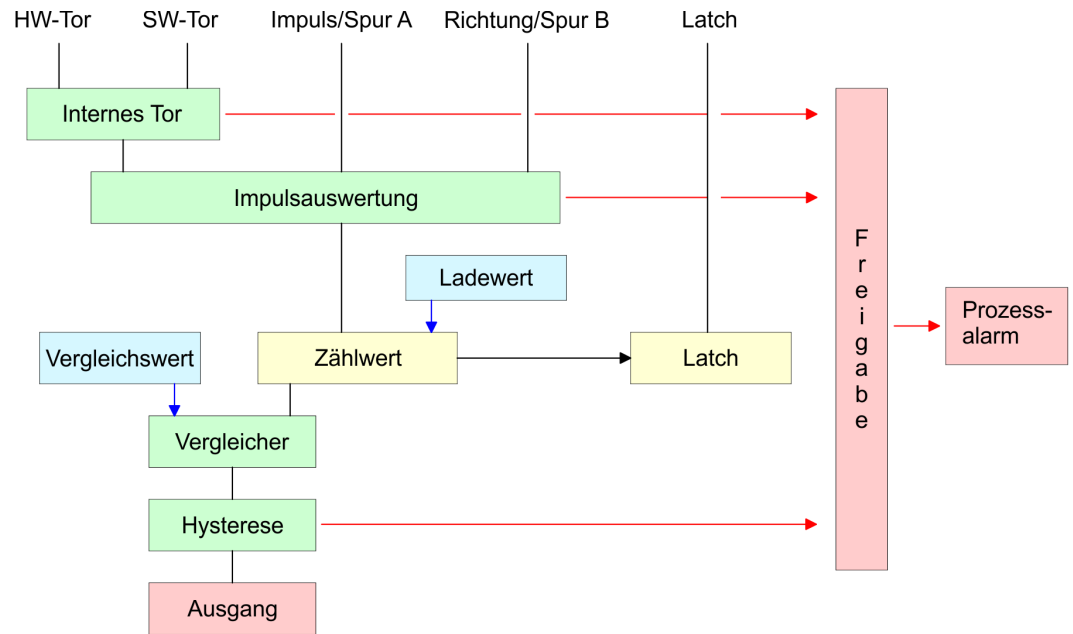 HW-Tor
SW-Tor
Impuls/Spur A
Richtung/Spur B
Latch
Internes Tor
Impulsauswertung
Ladewert
Vergleichswert
Zählwert
Latch
Vergleicher
Hysterese
Ausgang
Freigabe
Prozess-
alarm